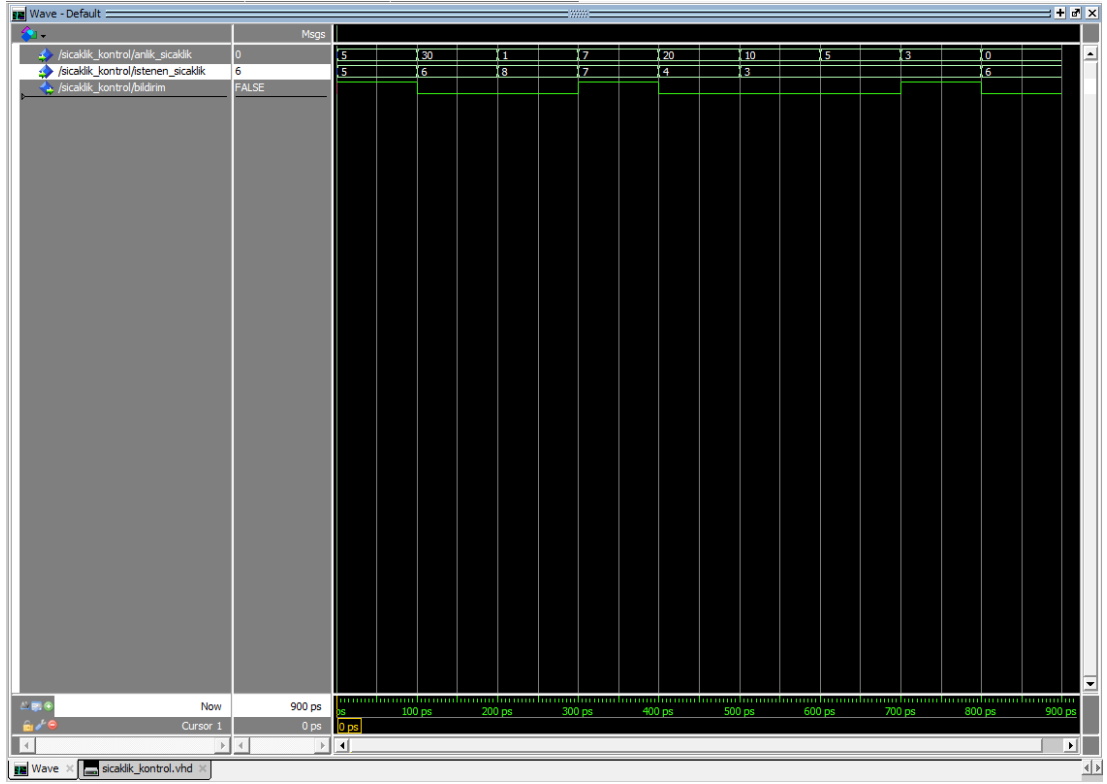 Wave - Default
Msgs
/sicaklik_kontrol/anlik_sicaklik 0 5 30 1 7 20 10 5 3 0
/sicaklik_kontrol/istenen_sicaklik 6 5 6 8 7 4 3 6
/sicaklik_kontrol/bildirim FALSE
Now 900 ps ps 100 ps 200 ps 300 ps 400 ps 500 ps 600 ps 700 ps 800 ps 900 ps
Cursor 1 0 ps 0 ps
Wave sicaklik_kontrol.vhd